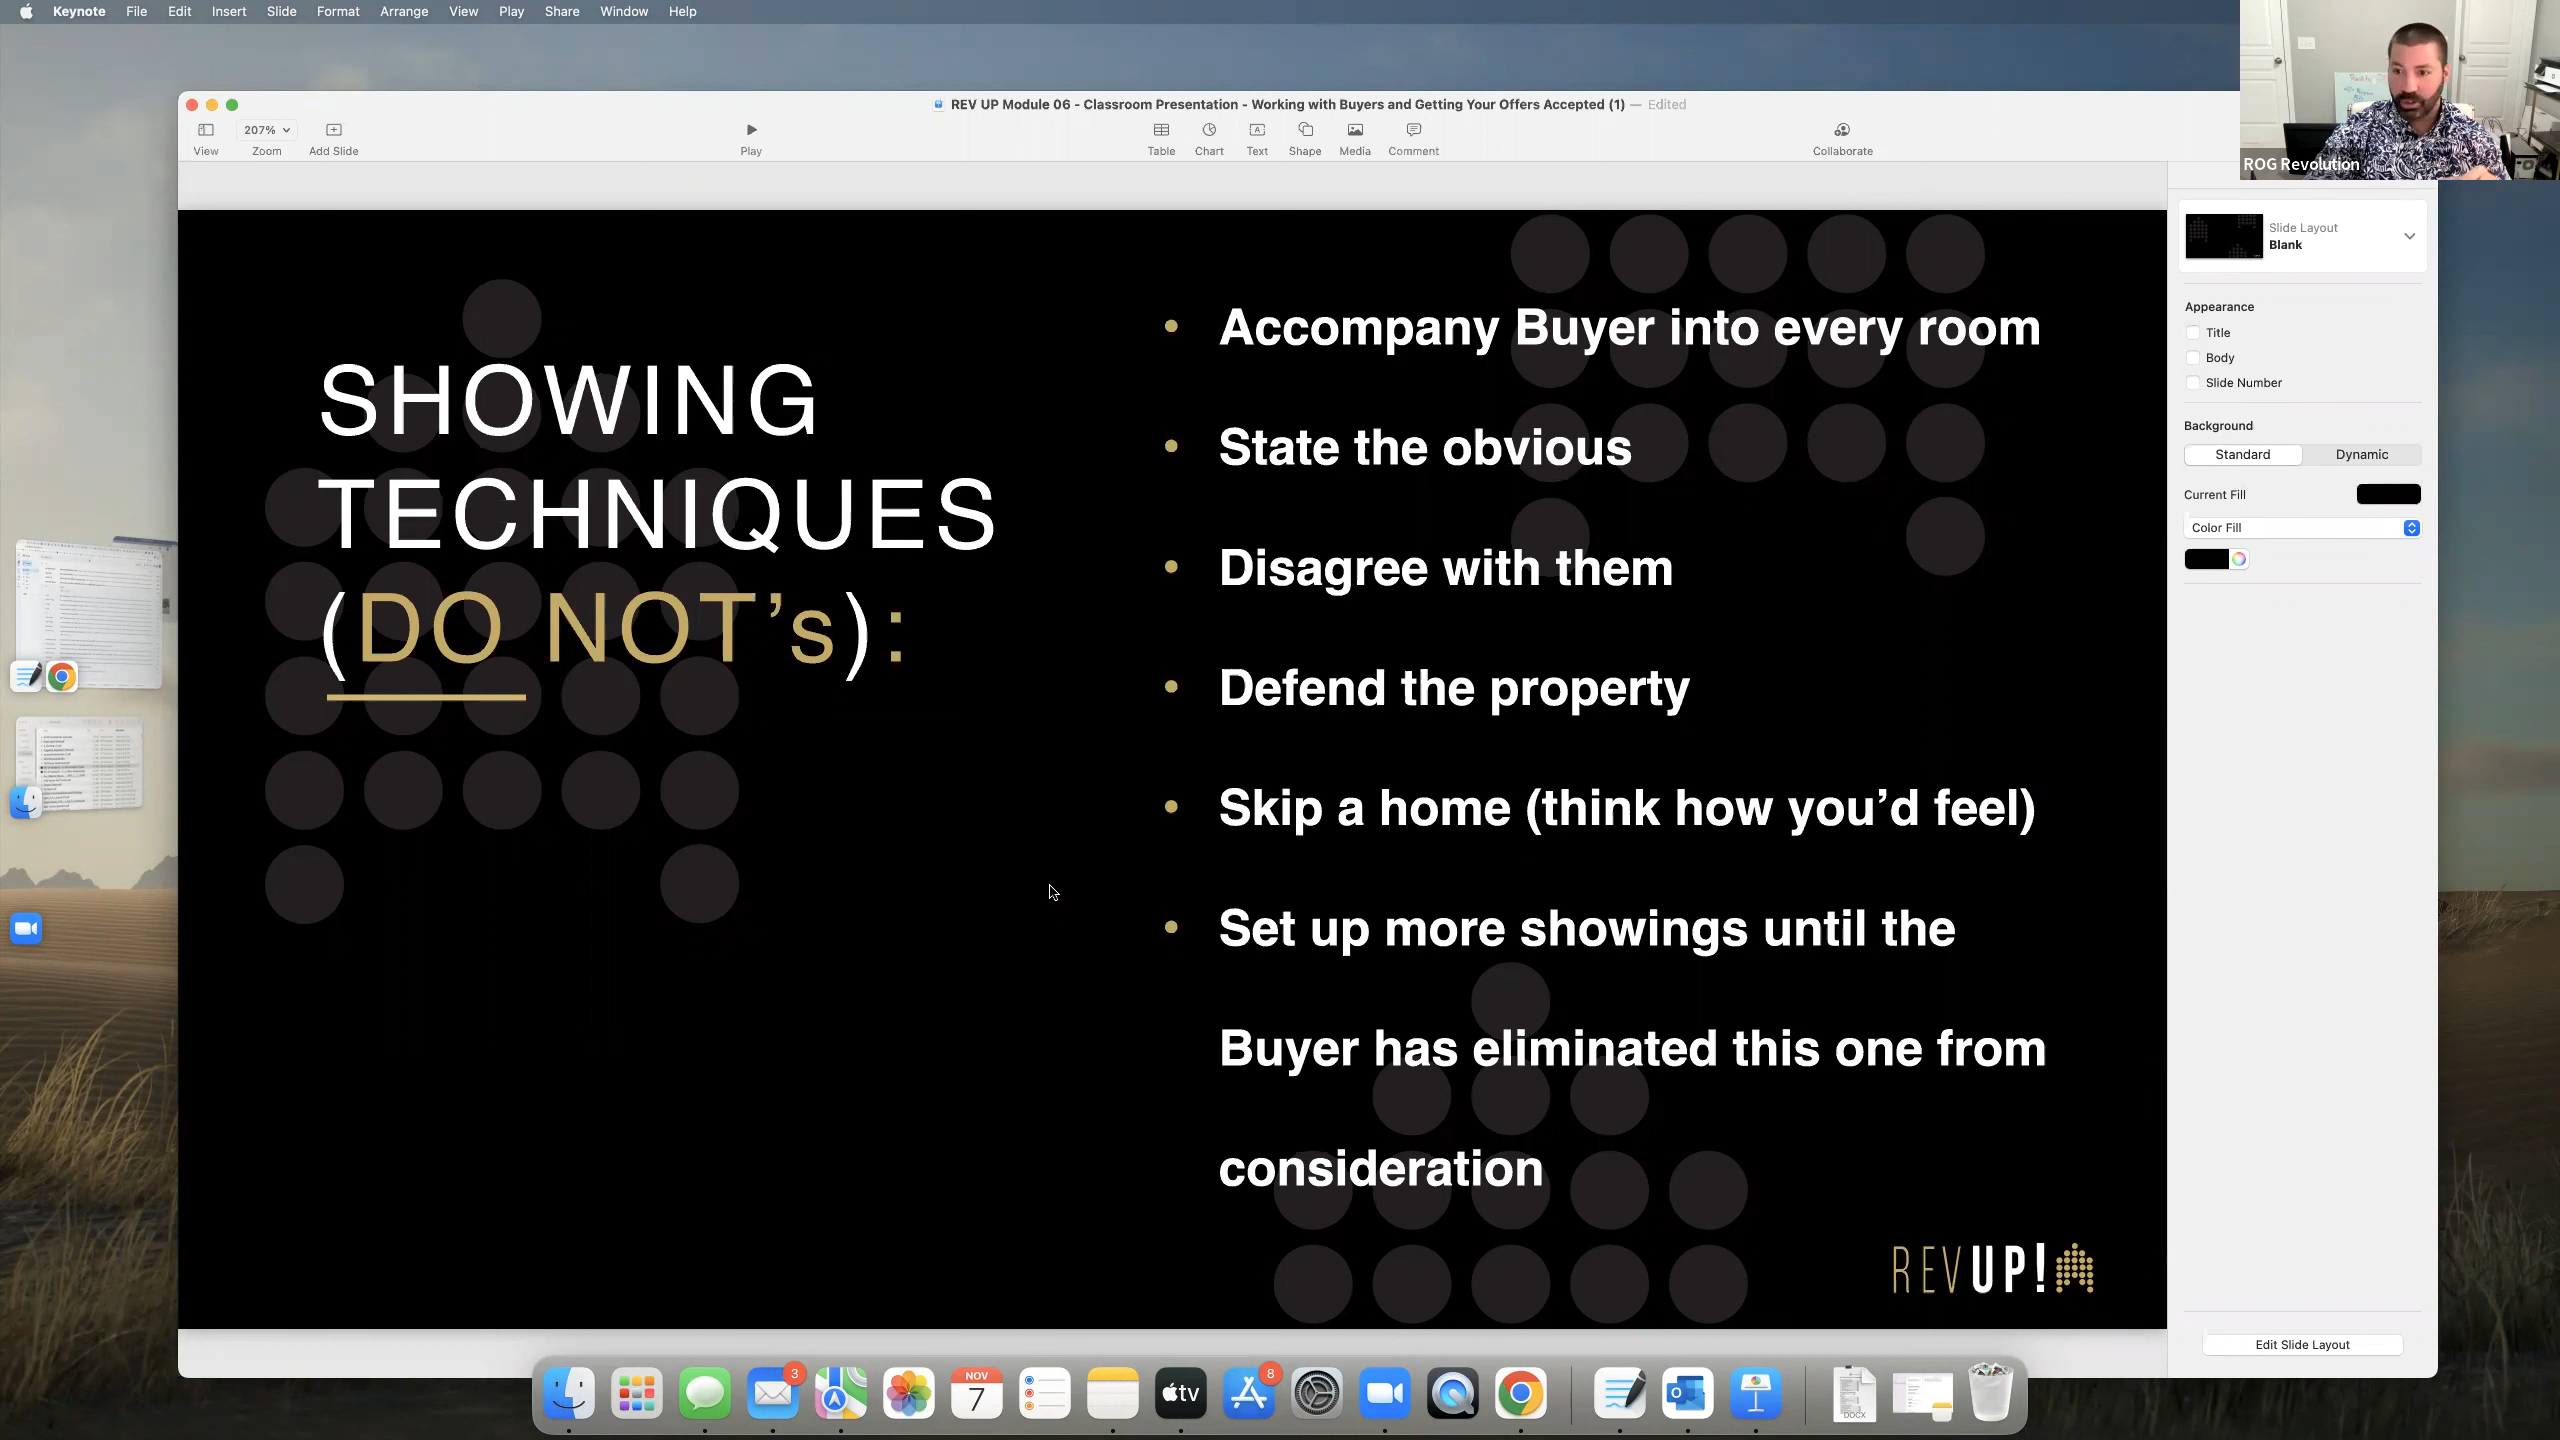 Keynote File Edit Insert Slide Format Arrange View Play Share Window Help
REV UP Module 06 - Classroom Presentation - Working with Buyers and Getting Your Offers Accepted (1) — Edited
207%
View Zoom Add Slide Play Table Chart Text Shape Media Comment Collaborate
ROG Revolution
SHOWING
TECHNIQUES
(DO NOT’s):
• Accompany Buyer into every room
• State the obvious
• Disagree with them
• Defend the property
• Skip a home (think how you’d feel)
• Set up more showings until the
Buyer has eliminated this one from
consideration
REVUP!
Slide Layout
Blank
Appearance
Title
Body
Slide Number
Background
Standard Dynamic
Current Fill
Color Fill
Edit Slide Layout
3
NOV
7
tv
8
DOCX